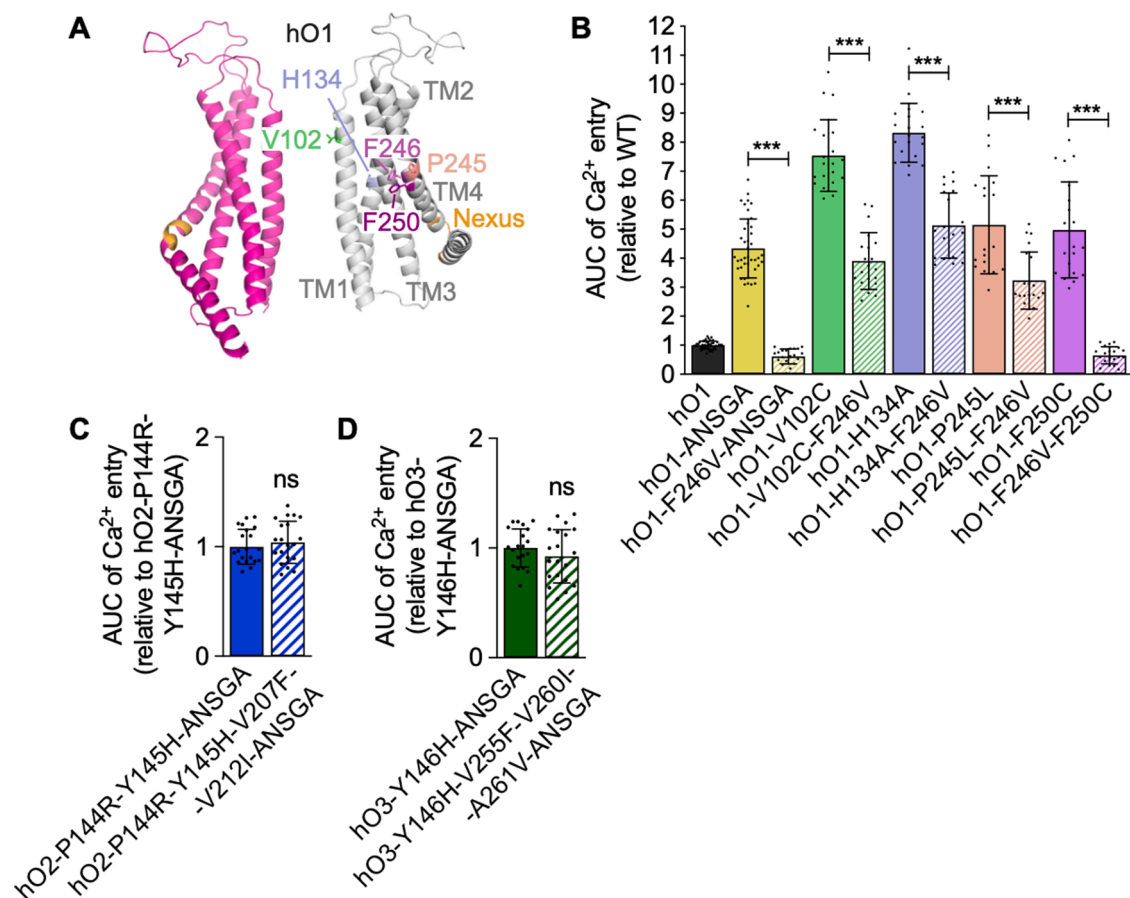 A
hO1
H134
TM2
V102
F246
P245
TM4
F250
Nexus
TM1
TM3
B
AUC of Ca²⁺ entry
(relative to WT)
12
11
10
9
8
7
6
5
4
3
2
1
0
***
***
***
***
***
hO1
hO1-ANSGA
hO1-F246V-ANSGA
hO1-V102C
hO1-V102C-F246V
hO1-H134A
hO1-H134A-F246V
hO1-P245L
hO1-P245L-F246V
hO1-F250C
hO1-F246V-F250C
C
AUC of Ca²⁺ entry
(relative to hO2-P144R-
Y145H-ANSGA)
2
1
0
ns
hO2-P144R-Y145H-ANSGA
hO2-P144R-Y145H-V207F-
-V212I-ANSGA
D
AUC of Ca²⁺ entry
(relative to hO3-
Y146H-ANSGA)
2
1
0
ns
hO3-Y146H-ANSGA
hO3-Y146H-V255F-V260I-
-A261V-ANSGA